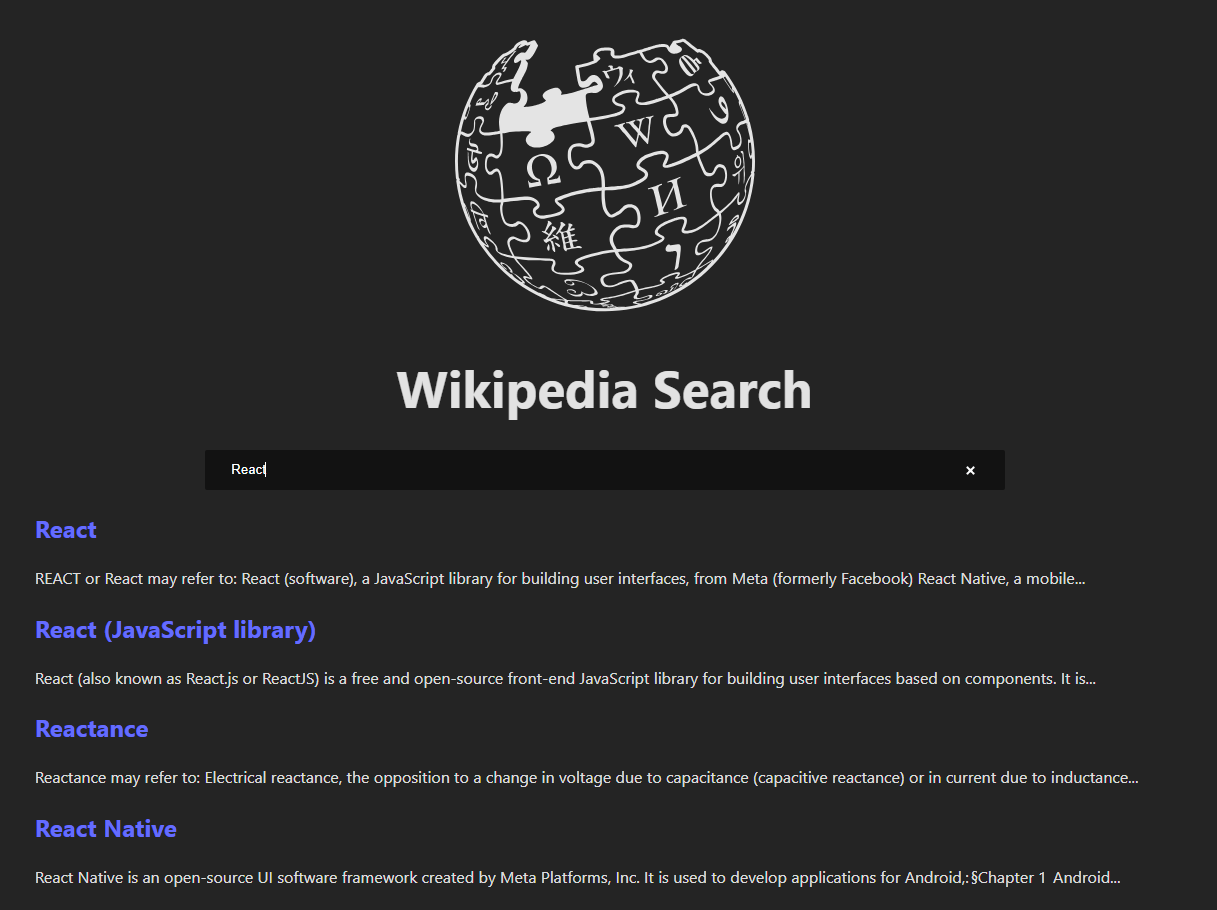 ウィ
W
Ω
И
維
7
Wikipedia Search
React
×
React
REACT or React may refer to: React (software), a JavaScript library for building user interfaces, from Meta (formerly Facebook) React Native, a mobile...
React (JavaScript library)
React (also known as React.js or ReactJS) is a free and open-source front-end JavaScript library for building user interfaces based on components. It is...
Reactance
Reactance may refer to: Electrical reactance, the opposition to a change in voltage due to capacitance (capacitive reactance) or in current due to inductance...
React Native
React Native is an open-source UI software framework created by Meta Platforms, Inc. It is used to develop applications for Android,:§Chapter 1 Android...